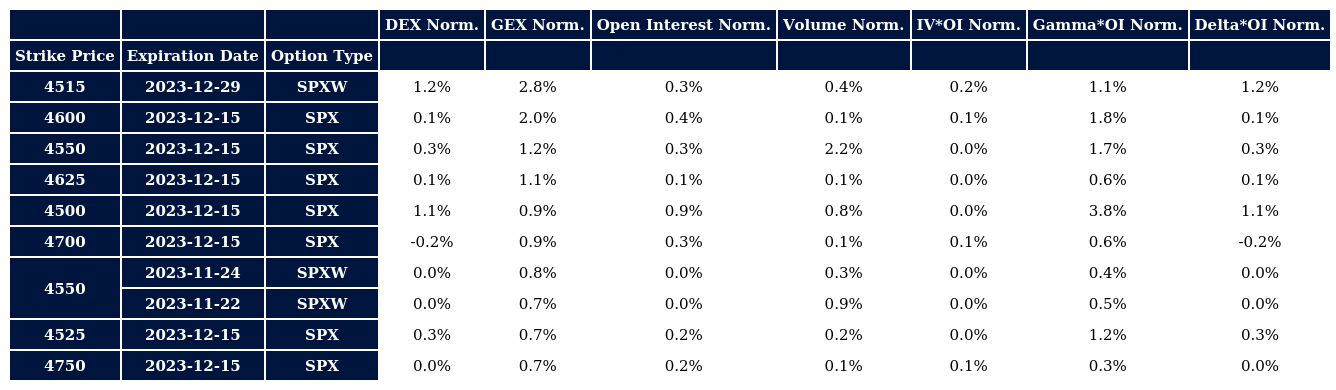 DEX Norm. GEX Norm. Open Interest Norm. Volume Norm. IV*OI Norm. Gamma*OI Norm. Delta*OI Norm.
Strike Price Expiration Date Option Type
4515 2023-12-29 SPXW 1.2% 2.8% 0.3% 0.4% 0.2% 1.1% 1.2%
4600 2023-12-15 SPX 0.1% 2.0% 0.4% 0.1% 0.1% 1.8% 0.1%
4550 2023-12-15 SPX 0.3% 1.2% 0.3% 2.2% 0.0% 1.7% 0.3%
4625 2023-12-15 SPX 0.1% 1.1% 0.1% 0.1% 0.0% 0.6% 0.1%
4500 2023-12-15 SPX 1.1% 0.9% 0.9% 0.8% 0.0% 3.8% 1.1%
4700 2023-12-15 SPX -0.2% 0.9% 0.3% 0.1% 0.1% 0.6% -0.2%
4550 2023-11-24 SPXW 0.0% 0.8% 0.0% 0.3% 0.0% 0.4% 0.0%
2023-11-22 SPXW 0.0% 0.7% 0.0% 0.9% 0.0% 0.5% 0.0%
4525 2023-12-15 SPX 0.3% 0.7% 0.2% 0.2% 0.0% 1.2% 0.3%
4750 2023-12-15 SPX 0.0% 0.7% 0.2% 0.1% 0.1% 0.3% 0.0%